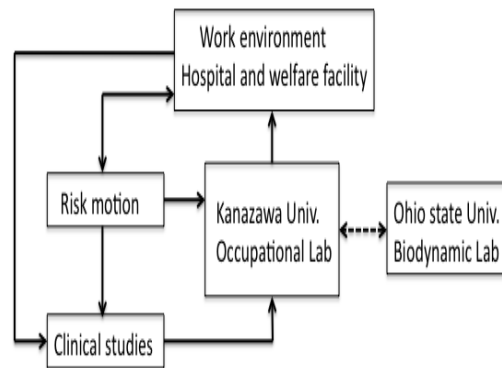 Work environment
Hospital and welfare facility
Risk motion
Kanazawa Univ.
Occupational Lab
Ohio state Univ.
Biodynamic Lab
Clinical studies